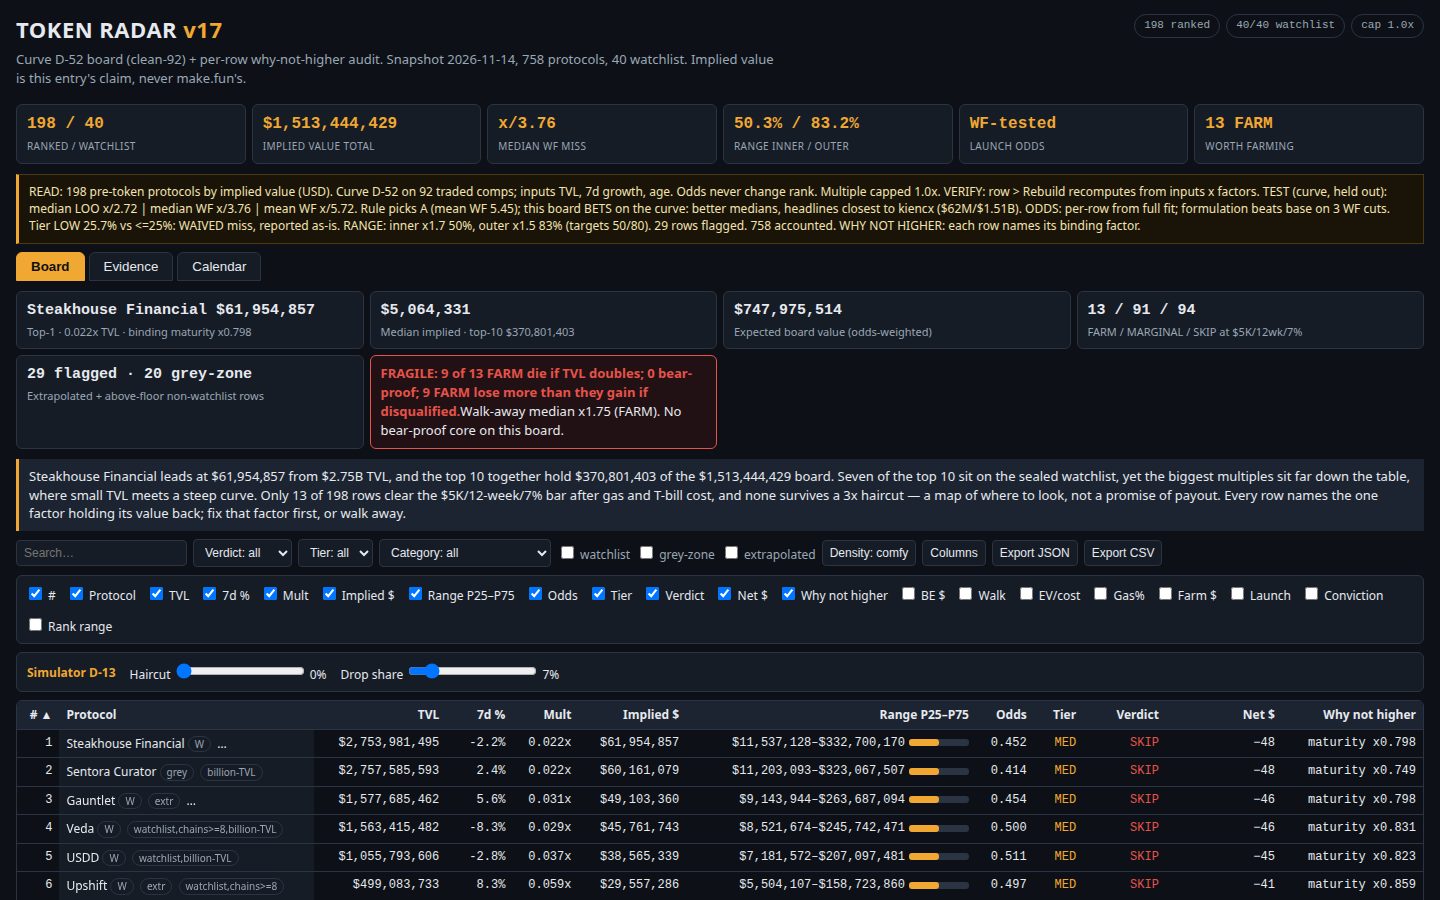 TOKEN RADAR v17
198 ranked 40/40 watchlist cap 1.0x
Curve D-52 board (clean-92) + per-row why-not-higher audit. Snapshot 2026-11-14, 758 protocols, 40 watchlist. Implied value
is this entry's claim, never make.fun's.
198 / 40 $1,513,444,429 x/3.76 50.3% / 83.2% WF-tested 13 FARM
RANKED / WATCHLIST IMPLIED VALUE TOTAL MEDIAN WF MISS RANGE INNER / OUTER LAUNCH ODDS WORTH FARMING
READ: 198 pre-token protocols by implied value (USD). Curve D-52 on 92 traded comps; inputs TVL, 7d growth, age. Odds never change rank. Multiple capped 1.0x. VERIFY: row > Rebuild recomputes from inputs x factors. TEST (curve, held out):
median LOO x/2.72 | median WF x/3.76 | mean WF x/5.72. Rule picks A (mean WF 5.45); this board BETS on the curve: better medians, headlines closest to kiencx ($62M/$1.51B). ODDS: per-row from full fit; formulation beats base on 3 WF cuts.
Tier LOW 25.7% vs <=25%: WAIVED miss, reported as-is. RANGE: inner x1.7 50%, outer x1.5 83% (targets 50/80). 29 rows flagged. 758 accounted. WHY NOT HIGHER: each row names its binding factor.
Board Evidence Calendar
Steakhouse Financial $61,954,857 $5,064,331 $747,975,514 13 / 91 / 94
Top-1 · 0.022x TVL · binding maturity x0.798 Median implied · top-10 $370,801,403 Expected board value (odds-weighted) FARM / MARGINAL / SKIP at $5K/12wk/7%
29 flagged · 20 grey-zone
Extrapolated + above-floor non-watchlist rows
FRAGILE: 9 of 13 FARM die if TVL doubles; 0 bear-
proof; 9 FARM lose more than they gain if
disqualified.Walk-away median x1.75 (FARM). No
bear-proof core on this board.
Steakhouse Financial leads at $61,954,857 from $2.75B TVL, and the top 10 together hold $370,801,403 of the $1,513,444,429 board. Seven of the top 10 sit on the sealed watchlist, yet the biggest multiples sit far down the table,
where small TVL meets a steep curve. Only 13 of 198 rows clear the $5K/12-week/7% bar after gas and T-bill cost, and none survives a 3x haircut — a map of where to look, not a promise of payout. Every row names the one
factor holding its value back; fix that factor first, or walk away.
Search… Verdict: all Tier: all Category: all watchlist grey-zone extrapolated Density: comfy Columns Export JSON Export CSV
# Protocol TVL 7d % Mult Implied $ Range P25–P75 Odds Tier Verdict Net $ Why not higher BE $ Walk EV/cost Gas% Farm $ Launch Conviction
Rank range
Simulator D-13 Haircut 0% Drop share 7%
# ▲ Protocol TVL 7d % Mult Implied $ Range P25–P75 Odds Tier Verdict Net $ Why not higher
1 Steakhouse Financial W … $2,753,981,495 -2.2% 0.022x $61,954,857 $11,537,128–$332,700,170 0.452 MED SKIP −48 maturity x0.798
2 Sentora Curator grey billion-TVL $2,757,585,593 2.4% 0.022x $60,161,079 $11,203,093–$323,067,507 0.414 MED SKIP −48 maturity x0.749
3 Gauntlet W extr … $1,577,685,462 5.6% 0.031x $49,103,360 $9,143,944–$263,687,094 0.454 MED SKIP −46 maturity x0.798
4 Veda W watchlist,chains>=8,billion-TVL $1,563,415,482 -8.3% 0.029x $45,761,743 $8,521,674–$245,742,471 0.500 MED SKIP −46 maturity x0.831
5 USDD W watchlist,billion-TVL $1,055,793,606 -2.8% 0.037x $38,565,339 $7,181,572–$207,097,481 0.511 MED SKIP −45 maturity x0.823
6 Upshift W extr watchlist,chains>=8 $499,083,733 8.3% 0.059x $29,557,286 $5,504,107–$158,723,860 0.497 MED SKIP −41 maturity x0.859